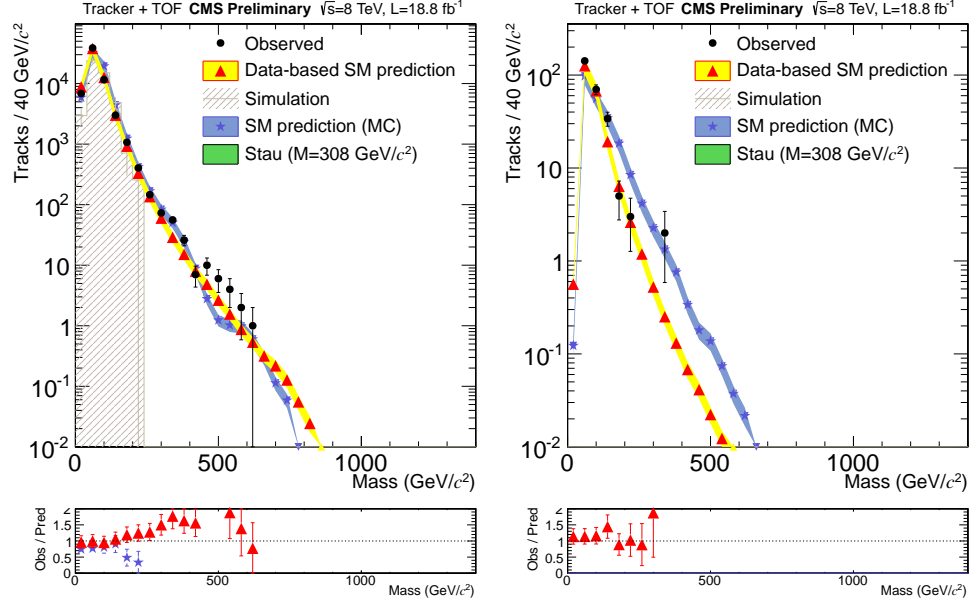 Tracker + TOF CMS Preliminary √s=8 TeV, L=18.8 fb⁻¹
Tracks / 40 GeV/c²
10⁴
10³
10²
10
1
10⁻¹
10⁻²
Observed
Data-based SM prediction
Simulation
SM prediction (MC)
Stau (M=308 GeV/c²)
0 500 1000
Mass (GeV/c²)
Obs / Pred
2
1.5
1
0.5
0
0 500 1000
Mass (GeV/c²)
Tracker + TOF CMS Preliminary √s=8 TeV, L=18.8 fb⁻¹
Tracks / 40 GeV/c²
10²
10
1
10⁻¹
10⁻²
Observed
Data-based SM prediction
Simulation
SM prediction (MC)
Stau (M=308 GeV/c²)
0 500 1000
Mass (GeV/c²)
Obs / Pred
2
1.5
1
0.5
0
0 500 1000
Mass (GeV/c²)